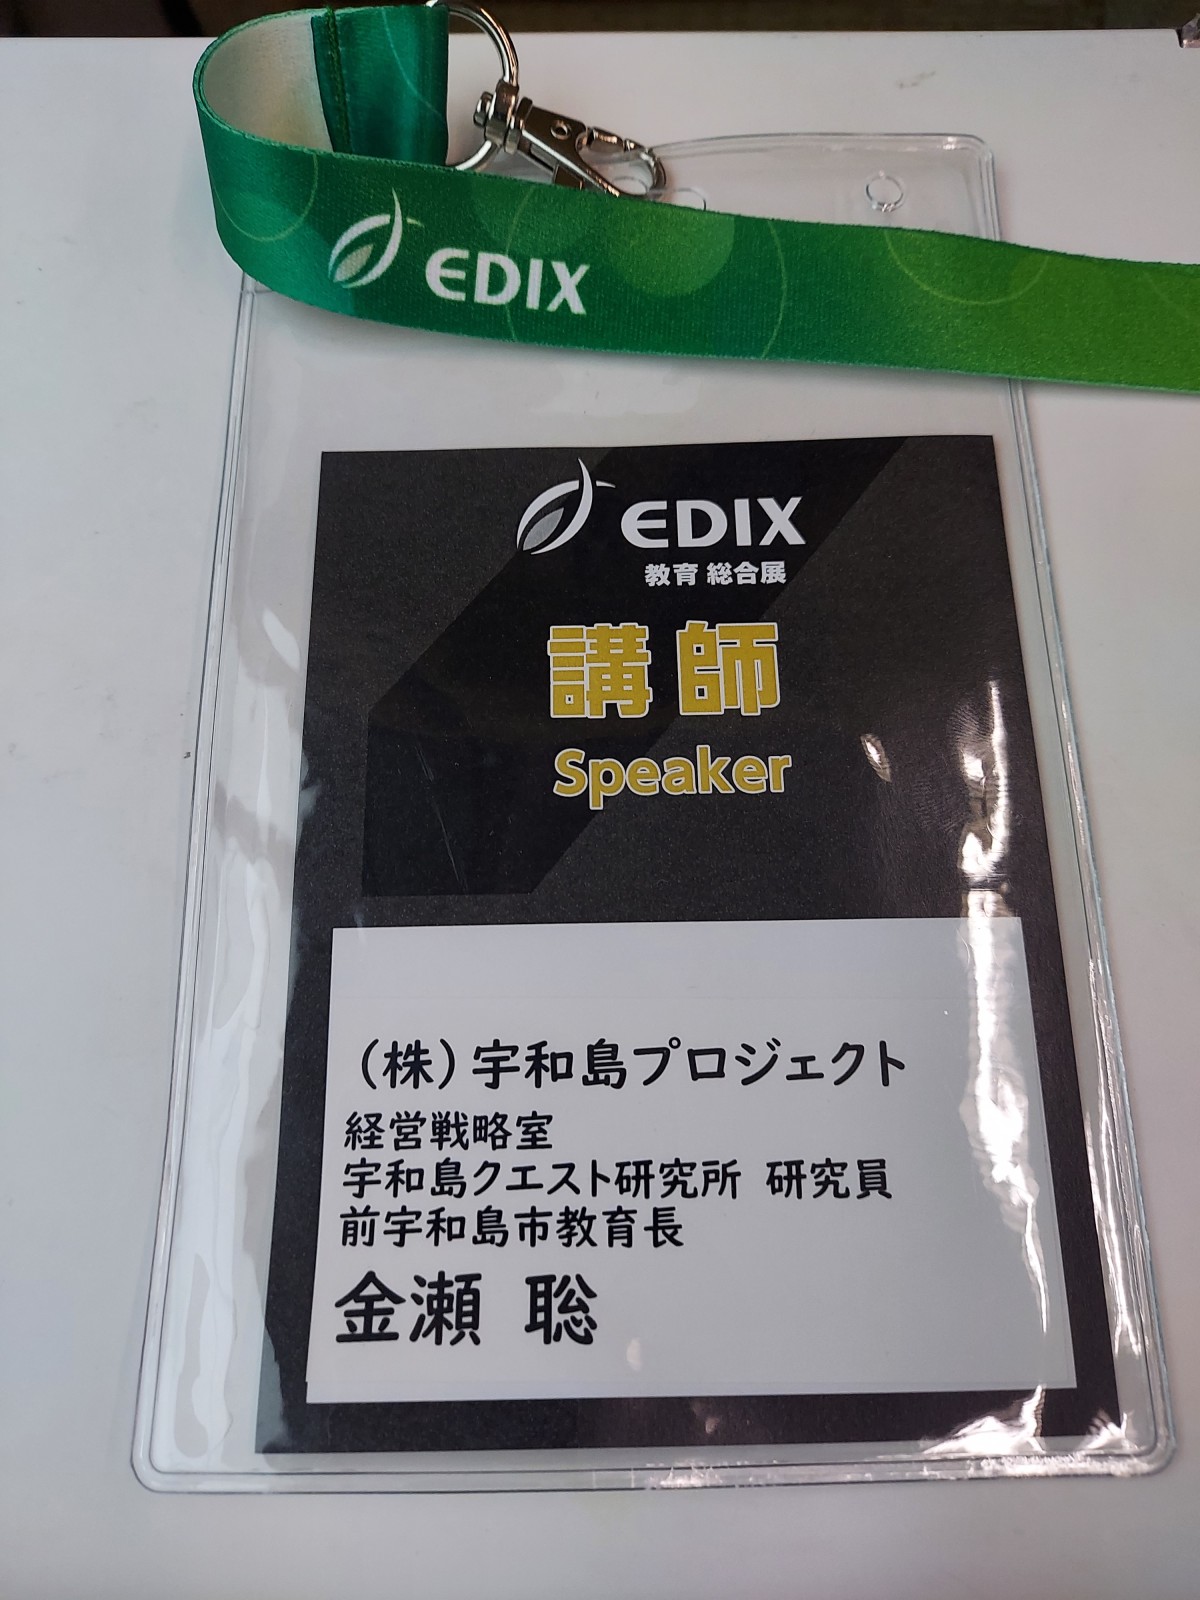 EDIX
EDIX
教育 総合展
講師
Speaker
(株)宇和島プロジェクト
経営戦略室
宇和島クエスト研究所 研究員
前宇和島市教育長
金瀬 聡